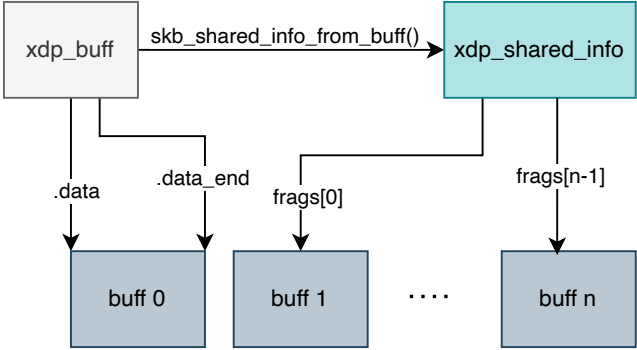 xdp_buff
skb_shared_info_from_buff()
xdp_shared_info
.data
.data_end
frags[0]
frags[n-1]
buff 0
buff 1
....
buff n